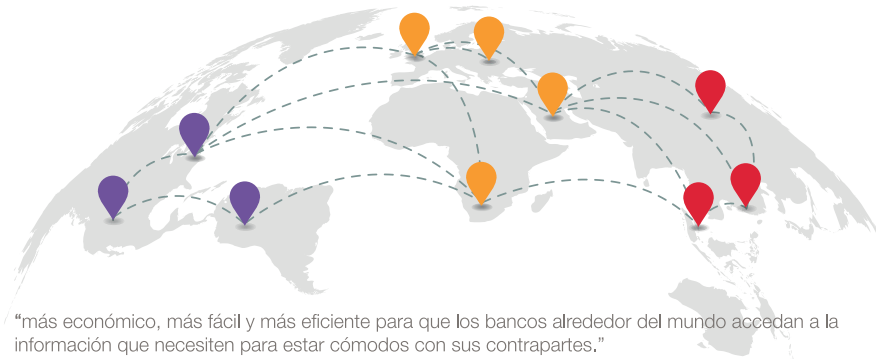 “más económico, más fácil y más eficiente para que los bancos alrededor del mundo accedan a la
información que necesiten para estar cómodos con sus contrapartes.”